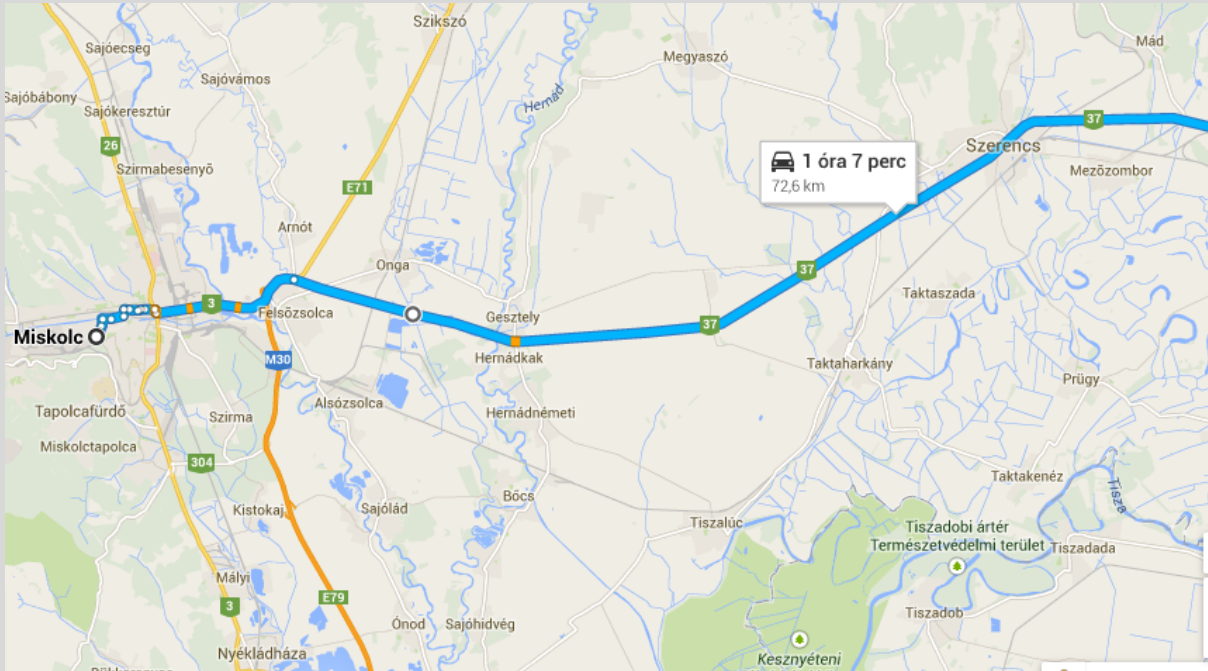 Szikszó
Sajóecseg
Mád
Megyaszó
Sajóvámos
Sajóbábony
Hernád
Sajókeresztúr
37
26
Szerencs
1 óra 7 perc
72,6 km
Szirmabesenyő
Mezőzombor
E71
Arnót
Onga
37
Taktaszada
3
Felsőzsolca
Gesztely
37
Miskolc
Hernádkak
M30
Taktaharkány
Prügy
Alsózsolca
Tapolcafürdő
Szirma
Hernádnémeti
Miskolctapolca
304
Taktakenéz
Bőcs
Tisza
Kistokaj
Sajólád
Tiszalúc
Tiszadobi ártér
Természetvédelmi terület
Tiszadada
Mályi
E79
3
Tiszadob
Ónod
Sajóhídvég
Nyékládháza
Kesznyéteni